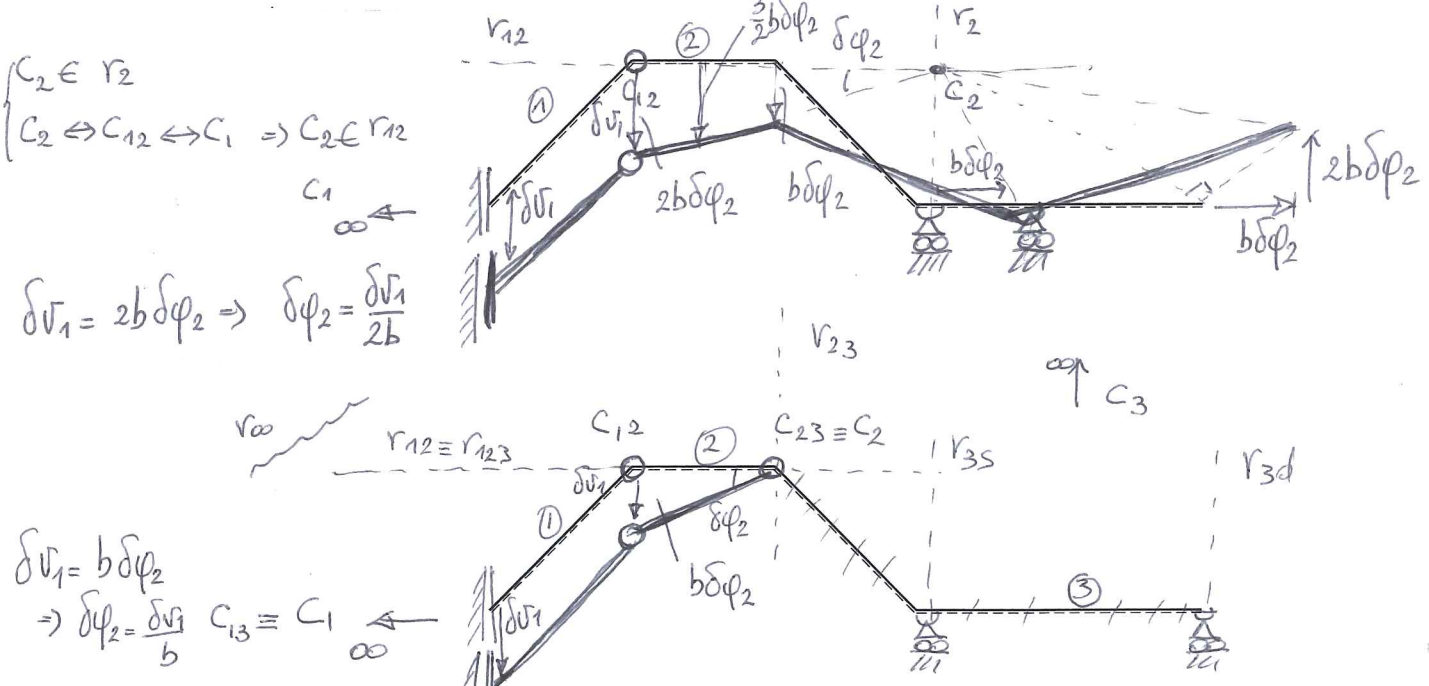 r₁₂
②
3/2 bδφ₂
δφ₂
r₂
C₂ ∈ r₂
①
C₁₂
C₂
C₂ ⇔ C₁₂ ⇔ C₁ ⇒ C₂ ∈ r₁₂
δv₁
bδφ₂
2bδφ₂
C₁
∞
δv₁
2bδφ₂
bδφ₂
bδφ₂
δv₁ = 2bδφ₂ ⇒ δφ₂ = δv₁/2b
r₂₃
∞
C₃
r∞
r₁₂ ≡ r₁₂₃
C₁₂
②
C₂₃ ≡ C₂
r₃s
r₃d
δv₁
①
δφ₂
δv₁ = bδφ₂
bδφ₂
③
⇒ δφ₂ = δv₁/b
C₁₃ ≡ C₁
∞
δv₁